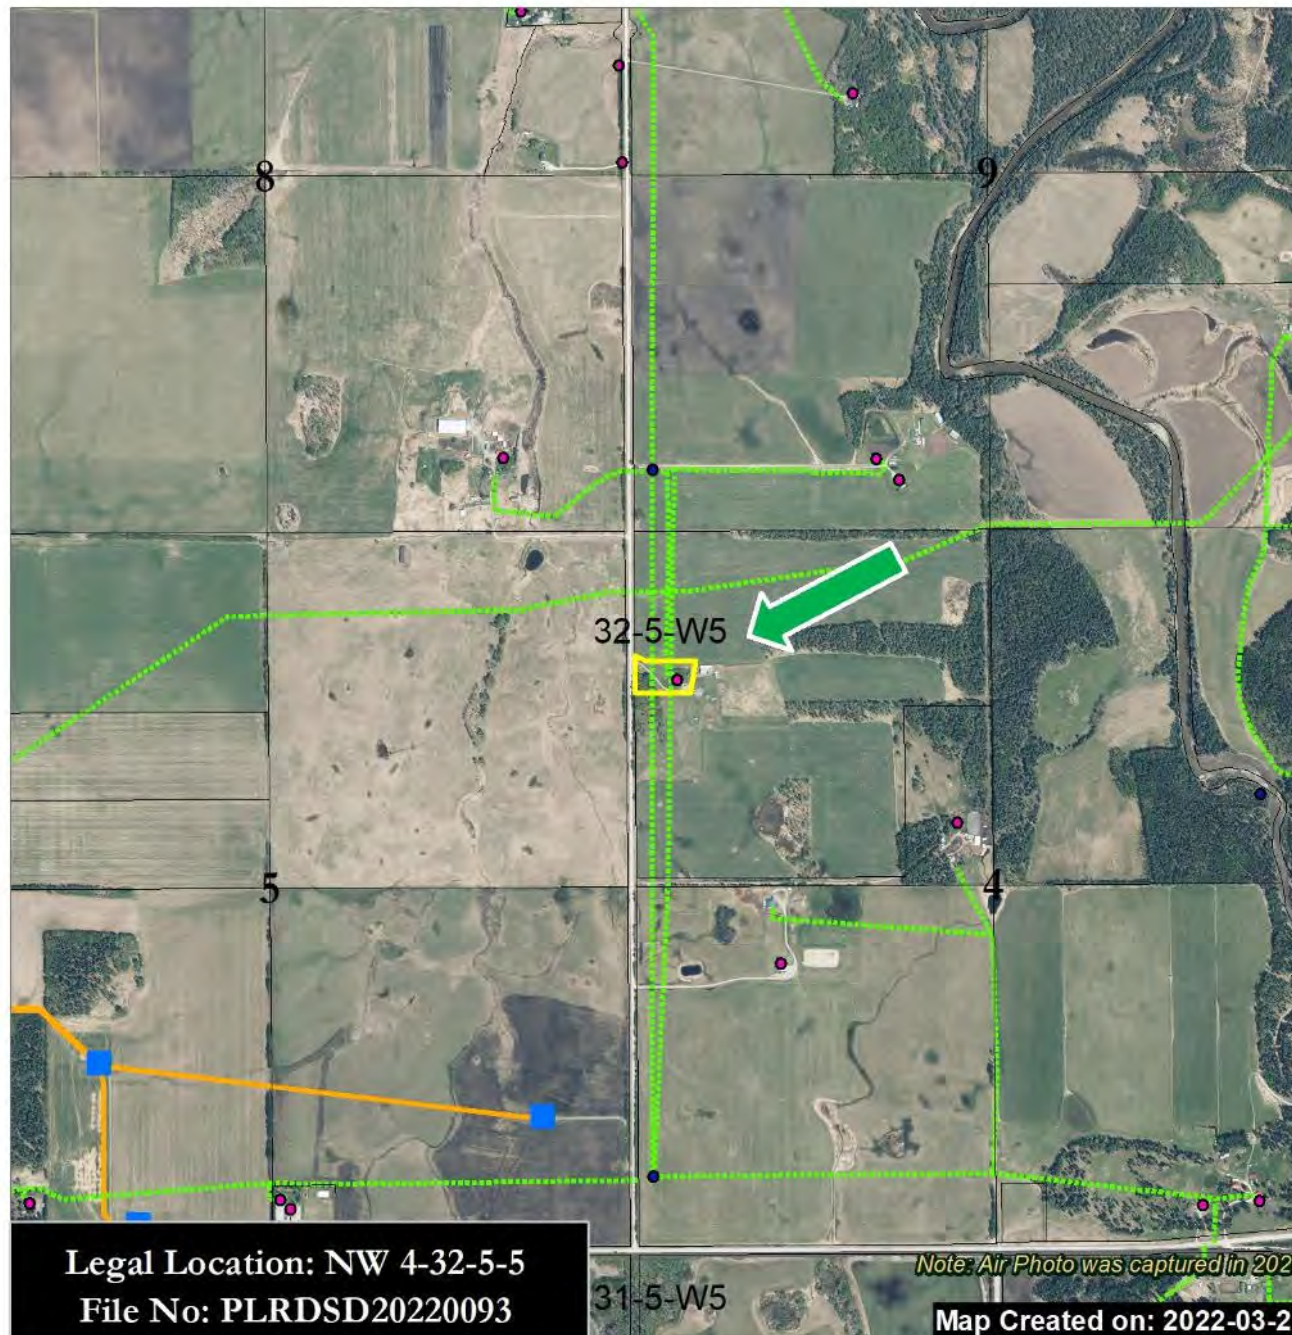 8
9
32-5-W5
5
4
Legal Location: NW 4-32-5-5
File No: PLRDSD20220093
31-5-W5
Note: Air Photo was captured in 202
Map Created on: 2022-03-2